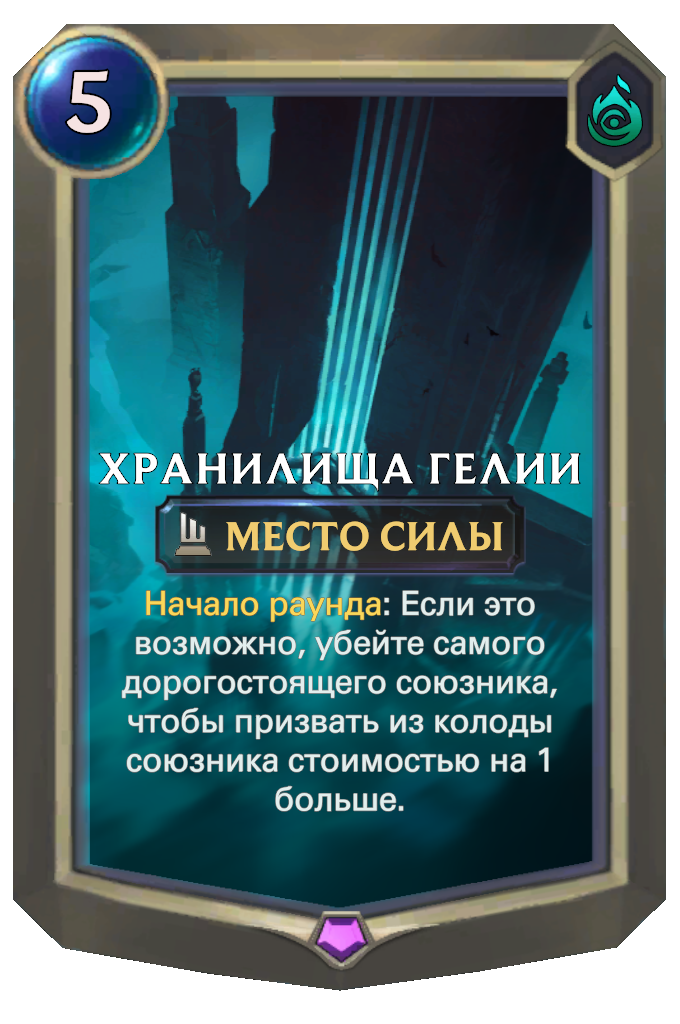 5
ХРАНИЛИЩА ГЕЛИИ
МЕСТО СИЛЫ
Начало раунда: Если это
возможно, убейте самого
дорогостоящего союзника,
чтобы призвать из колоды
союзника стоимостью на 1
больше.